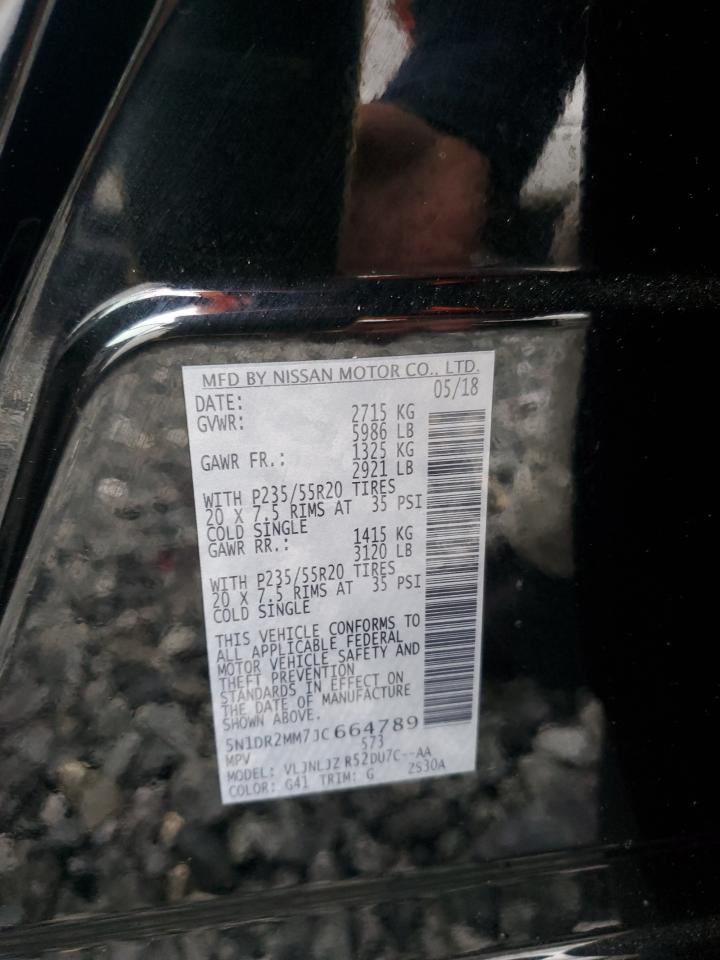 MFD BY NISSAN MOTOR CO., LTD.
DATE: 05/18
GVWR: 2715 KG
5986 LB
GAWR FR.: 1325 KG
2921 LB
WITH P235/55R20 TIRES
20 X 7.5 RIMS AT 35 PSI
COLD SINGLE
GAWR RR.: 1415 KG
3120 LB
WITH P235/55R20 TIRES
20 X 7.5 RIMS AT 35 PSI
COLD SINGLE
THIS VEHICLE CONFORMS TO
ALL APPLICABLE FEDERAL
MOTOR VEHICLE SAFETY AND
THEFT PREVENTION
STANDARDS IN EFFECT ON
THE DATE OF MANUFACTURE
SHOWN ABOVE.
5N1DR2MM7JC664789
MPV 573
MODEL: VLJNLJZ R52DU7C--AA
COLOR: G41 TRIM: G 2S30A